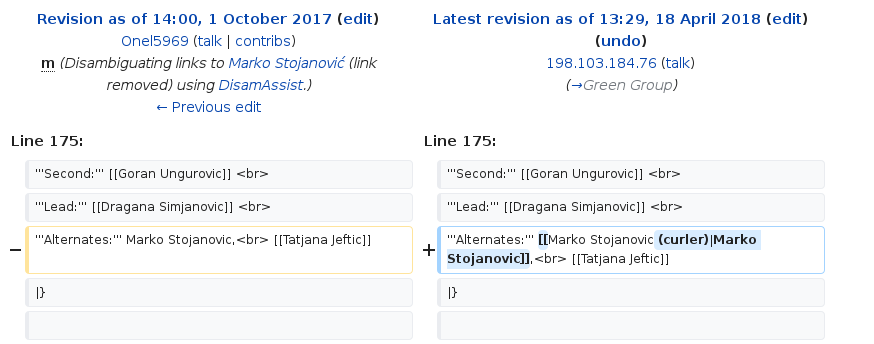 Revision as of 14:00, 1 October 2017 (edit)
Onel5969 (talk | contribs)
m (Disambiguating links to Marko Stojanović (link
removed) using DisamAssist.)
← Previous edit
Latest revision as of 13:29, 18 April 2018 (edit)
(undo)
198.103.184.76 (talk)
(→Green Group)
Line 175:
Line 175:
'''Second:''' [[Goran Ungurovic]] <br>
'''Second:''' [[Goran Ungurovic]] <br>
'''Lead:''' [[Dragana Simjanovic]] <br>
'''Lead:''' [[Dragana Simjanovic]] <br>
− '''Alternates:''' Marko Stojanovic,<br> [[Tatjana Jeftic]]
+ '''Alternates:''' [[Marko Stojanovic (curler)|Marko
Stojanovic]],<br> [[Tatjana Jeftic]]
|}
|}